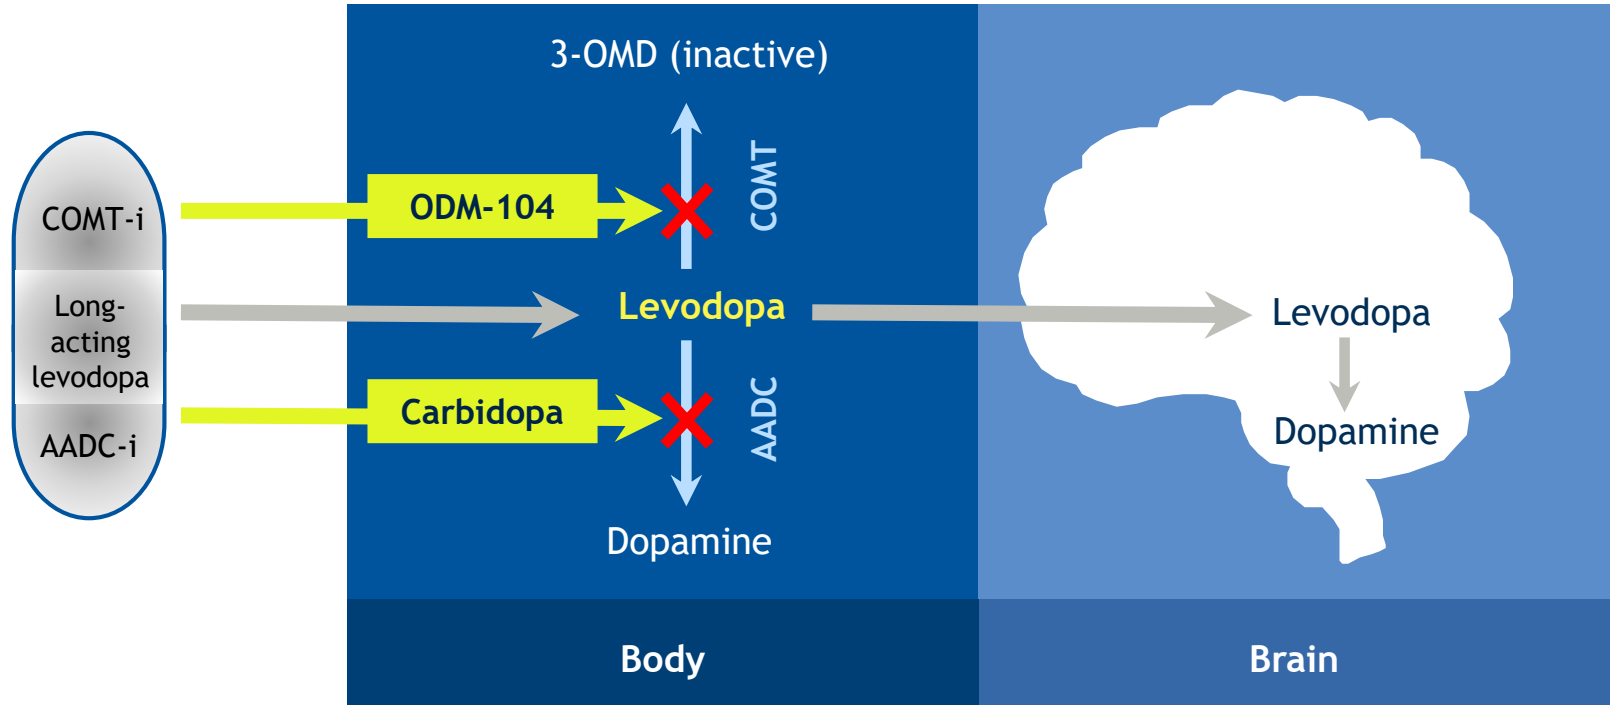 3-OMD (inactive)
COMT-i
ODM-104
COMT
Long-
acting
levodopa
Levodopa
Levodopa
Carbidopa
AADC
AADC-i
Dopamine
Dopamine
Body
Brain